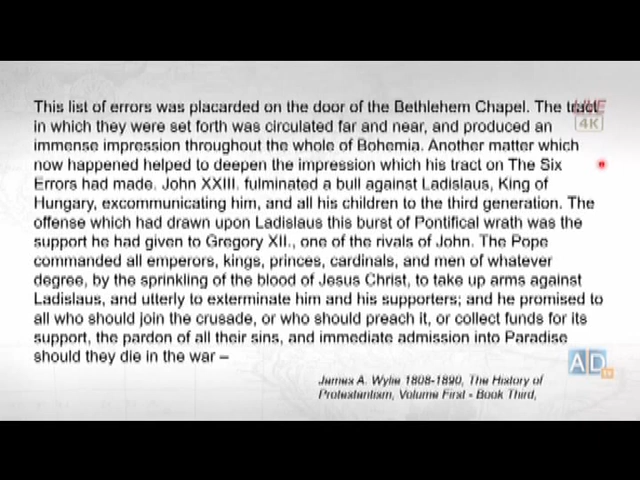 This list of errors was placarded on the door of the Bethlehem Chapel. The tract
LIVE
4K
in which they were set forth was circulated far and near, and produced an
immense impression throughout the whole of Bohemia. Another matter which
now happened helped to deepen the impression which his tract on The Six
Errors had made. John XXIII. fulminated a bull against Ladislaus, King of
Hungary, excommunicating him, and all his children to the third generation. The
offense which had drawn upon Ladislaus this burst of Pontifical wrath was the
support he had given to Gregory XII., one of the rivals of John. The Pope
commanded all emperors, kings, princes, cardinals, and men of whatever
degree, by the sprinkling of the blood of Jesus Christ, to take up arms against
Ladislaus, and utterly to exterminate him and his supporters; and he promised to
all who should join the crusade, or who should preach it, or collect funds for its
support, the pardon of all their sins, and immediate admission into Paradise
should they die in the war –
AD
James A. Wylie 1808-1890, The History of
Protestantism, Volume First - Book Third,